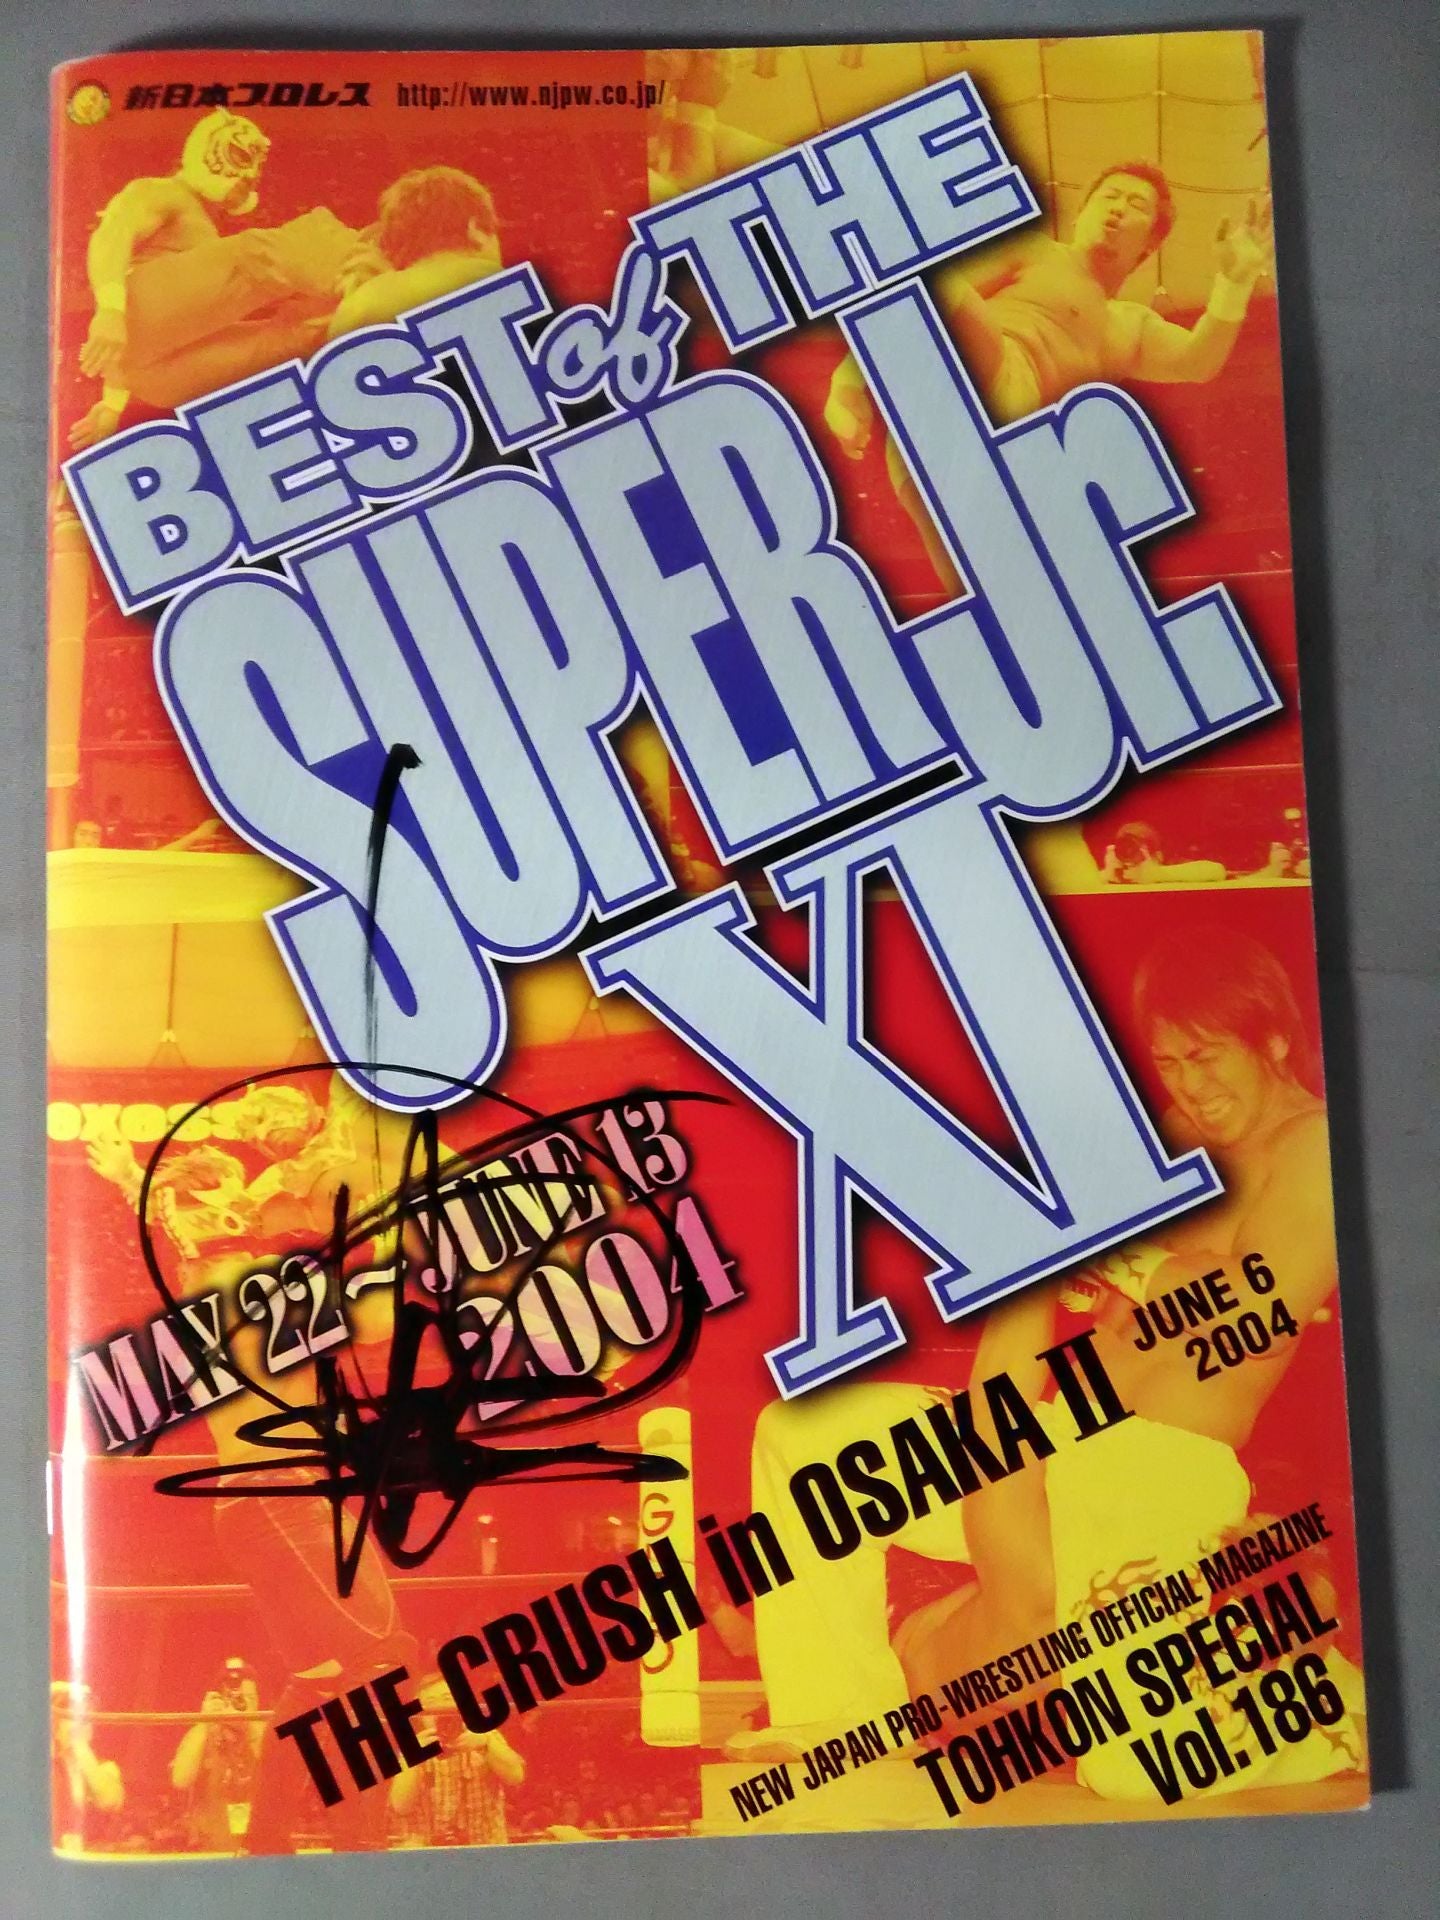 新日本プロレス http://www.njpw.co.jp/
BEST of THE
SUPER Jr.
XI
MAY 22~JUNE 13
2004
JUNE 6
2004
THE CRUSH in OSAKA II
NEW JAPAN PRO-WRESTLING OFFICIAL MAGAZINE
TOHKON SPECIAL
Vol.186